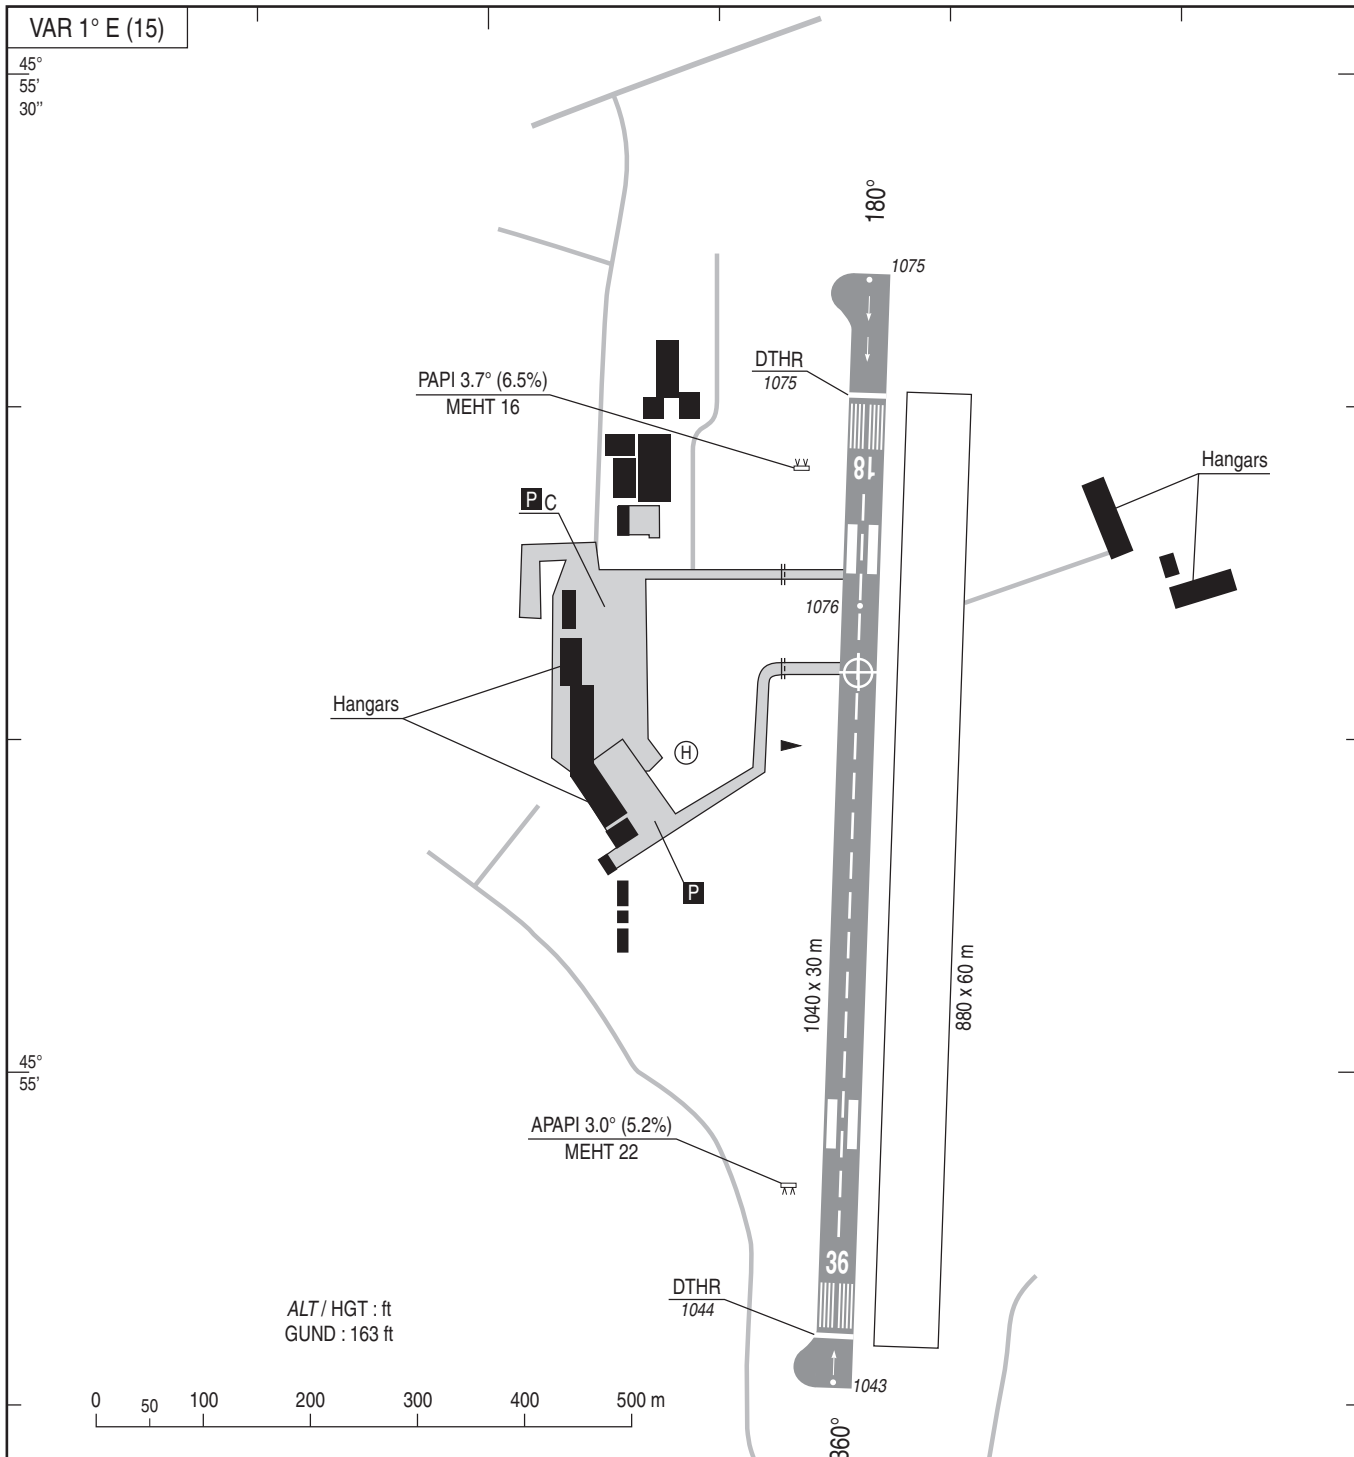 VAR 1° E (15)
45°
55’
30”
180°
1075
DTHR
1075
PAPI 3.7° (6.5%)
MEHT 16
18
Hangars
P C
1076
Hangars
H
P
1040 x 30 m
880 x 60 m
45°
55’
APAPI 3.0° (5.2%)
MEHT 22
36
DTHR
1044
ALT / HGT : ft
GUND : 163 ft
1043
0 50 100 200 300 400 500 m
360°